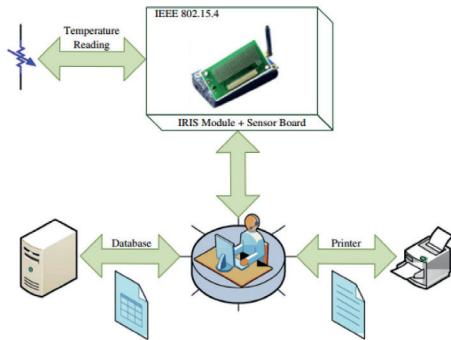 IEEE 802.15.4
Temperature
Reading
IRIS Module + Sensor Board
Database
Printer